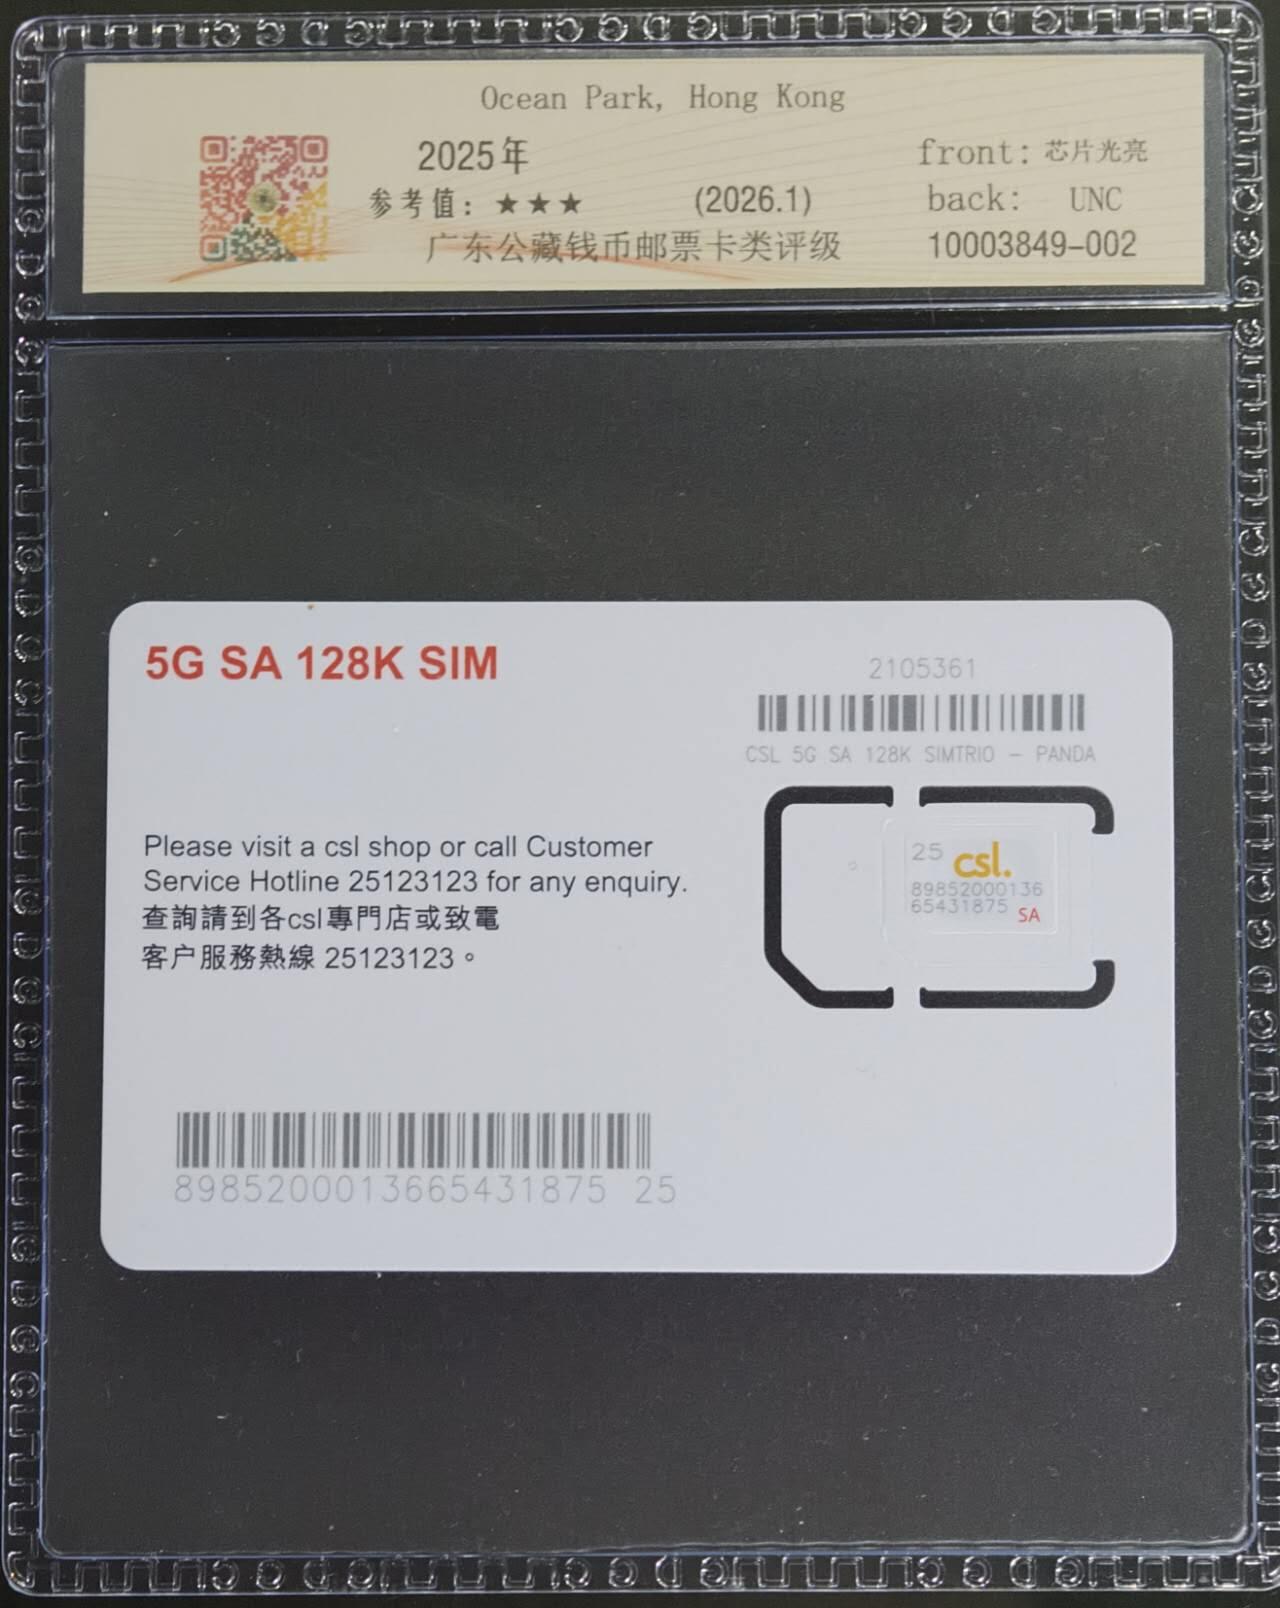 Ocean Park, Hong Kong
2025年
front: 芯片光亮
参考值: ★★★ (2026.1)
back: UNC
广东公藏钱币邮票卡类评级 10003849-002
5G SA 128K SIM
2105361
CSL 5G SA 128K SIMTRIO - PANDA
Please visit a csl shop or call Customer
Service Hotline 25123123 for any enquiry.
查詢請到各csl專門店或致電
客户服務熱線 25123123。
25 csl.
89852000136
65431875 SA
8985200013665431875 25